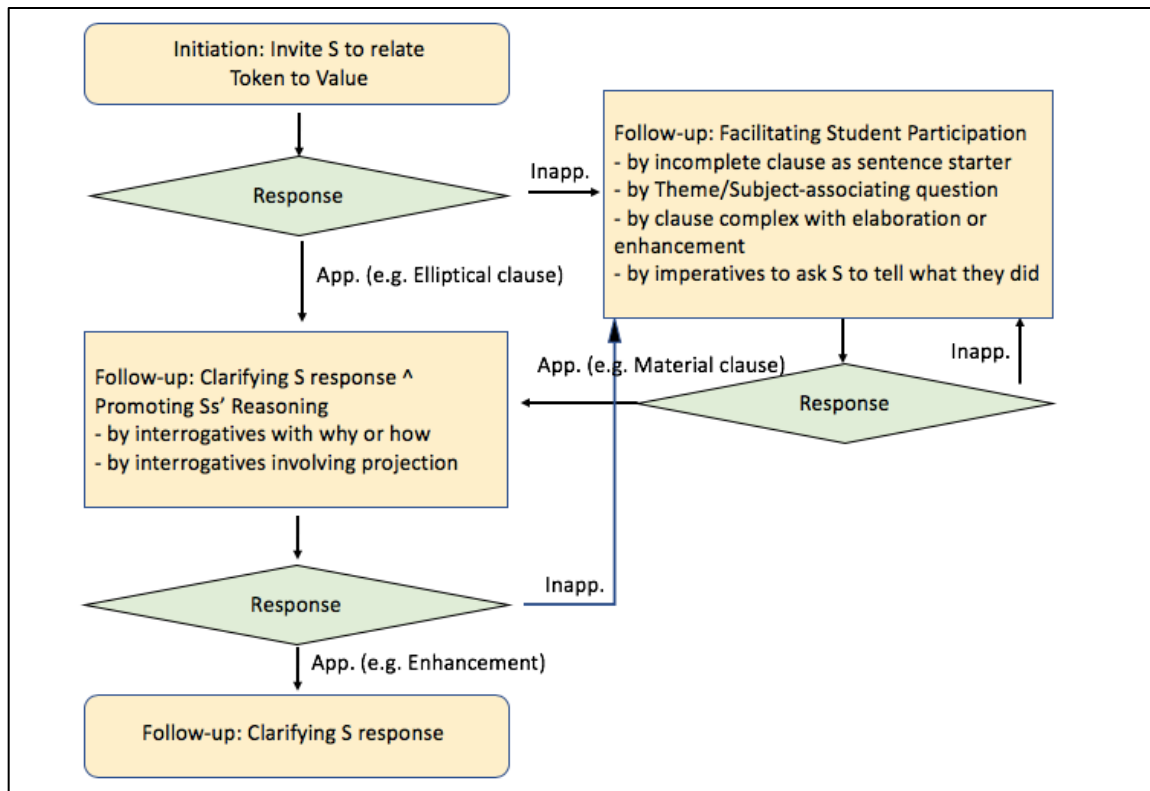 Initiation: Invite S to relate
Token to Value
Response
Inapp.
Follow-up: Facilitating Student Participation
- by incomplete clause as sentence starter
- by Theme/Subject-associating question
- by clause complex with elaboration or
enhancement
- by imperatives to ask S to tell what they did
App. (e.g. Elliptical clause)
Follow-up: Clarifying S response ^
Promoting Ss’ Reasoning
- by interrogatives with why or how
- by interrogatives involving projection
App. (e.g. Material clause)
Inapp.
Response
Response
Inapp.
App. (e.g. Enhancement)
Follow-up: Clarifying S response